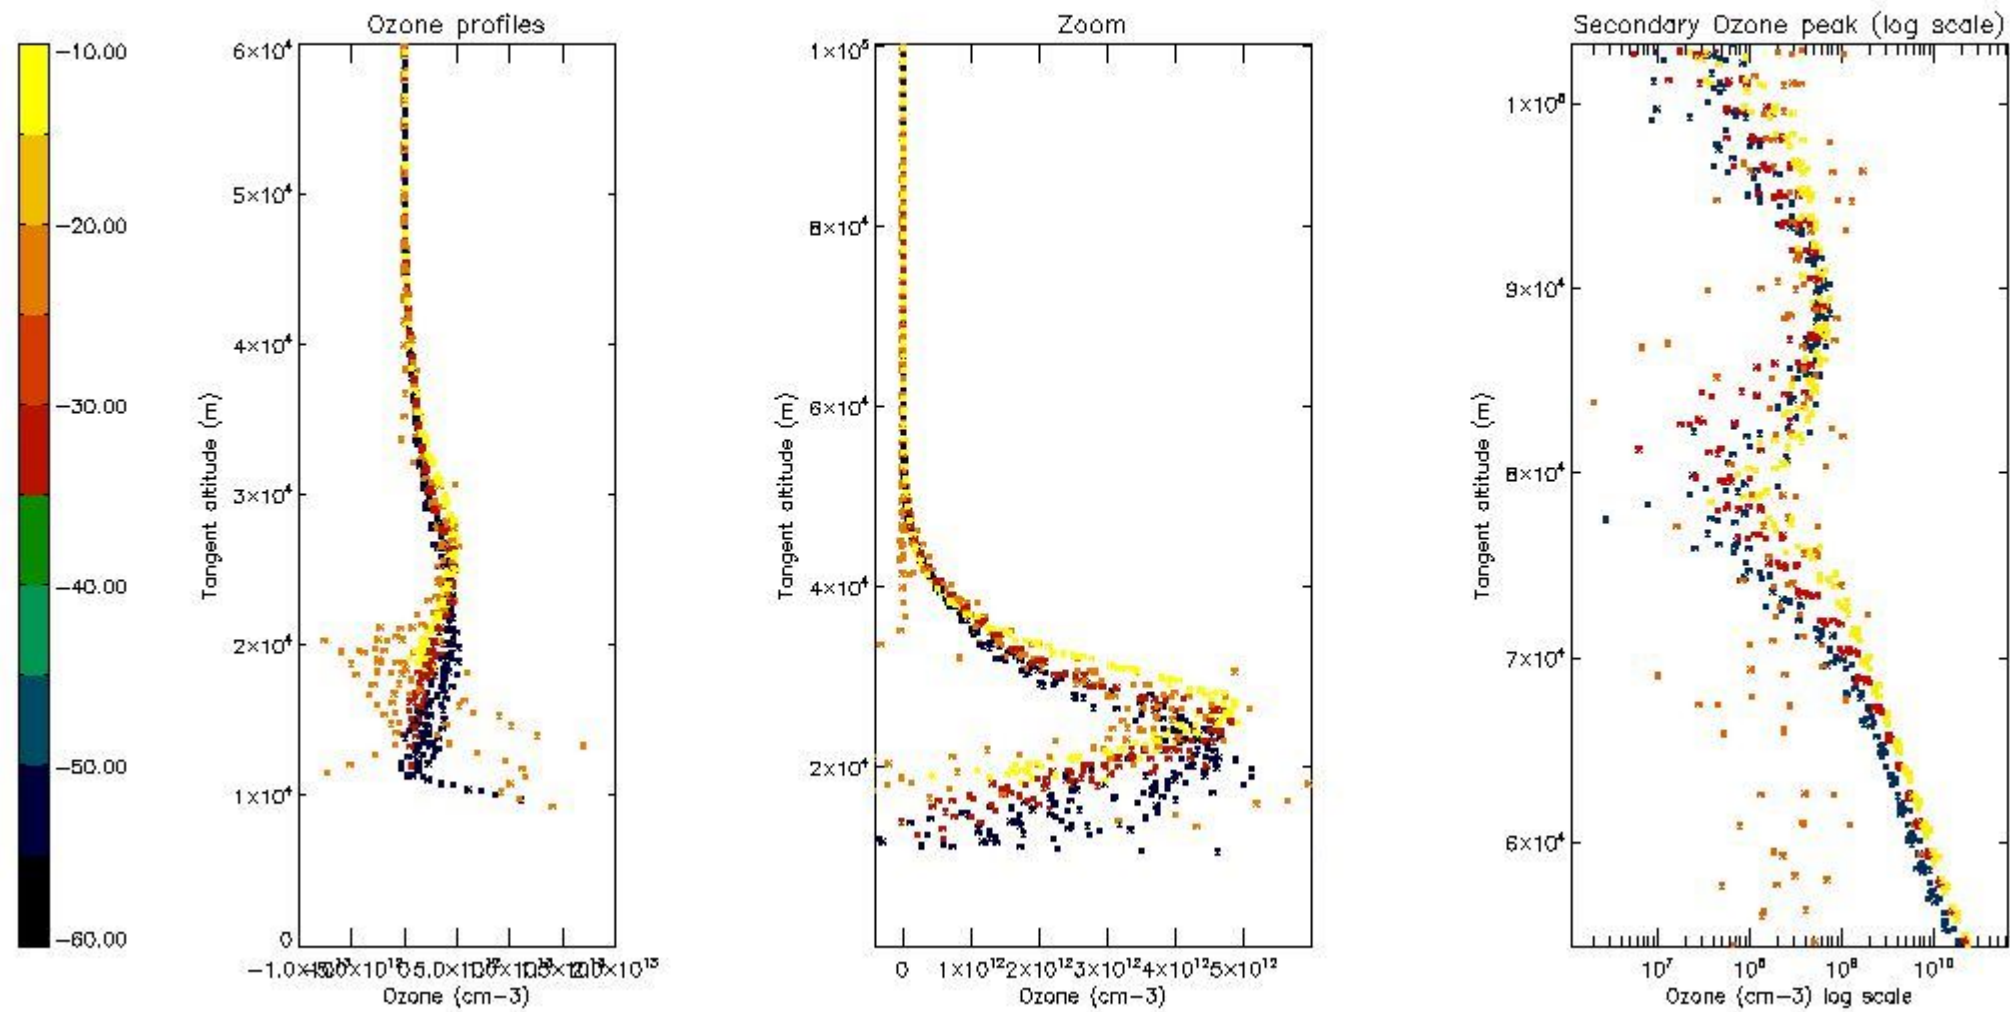 Ozone profiles
Zoom
Secondary Ozone peak (log scale)
-10.00
-20.00
-30.00
-40.00
-50.00
-60.00
6×10⁴
5×10⁴
4×10⁴
3×10⁴
2×10⁴
1×10⁴
0
Tangent altitude (m)
Ozone (cm-3)
1×10⁵
8×10⁴
6×10⁴
4×10⁴
2×10⁴
Tangent altitude (m)
0 1×10¹² 2×10¹² 3×10¹² 4×10¹² 5×10¹²
Ozone (cm-3)
9×10⁴
8×10⁴
7×10⁴
6×10⁴
Tangent altitude (m)
10⁷ 10⁸ 10⁹ 10¹⁰
Ozone (cm-3) log scale